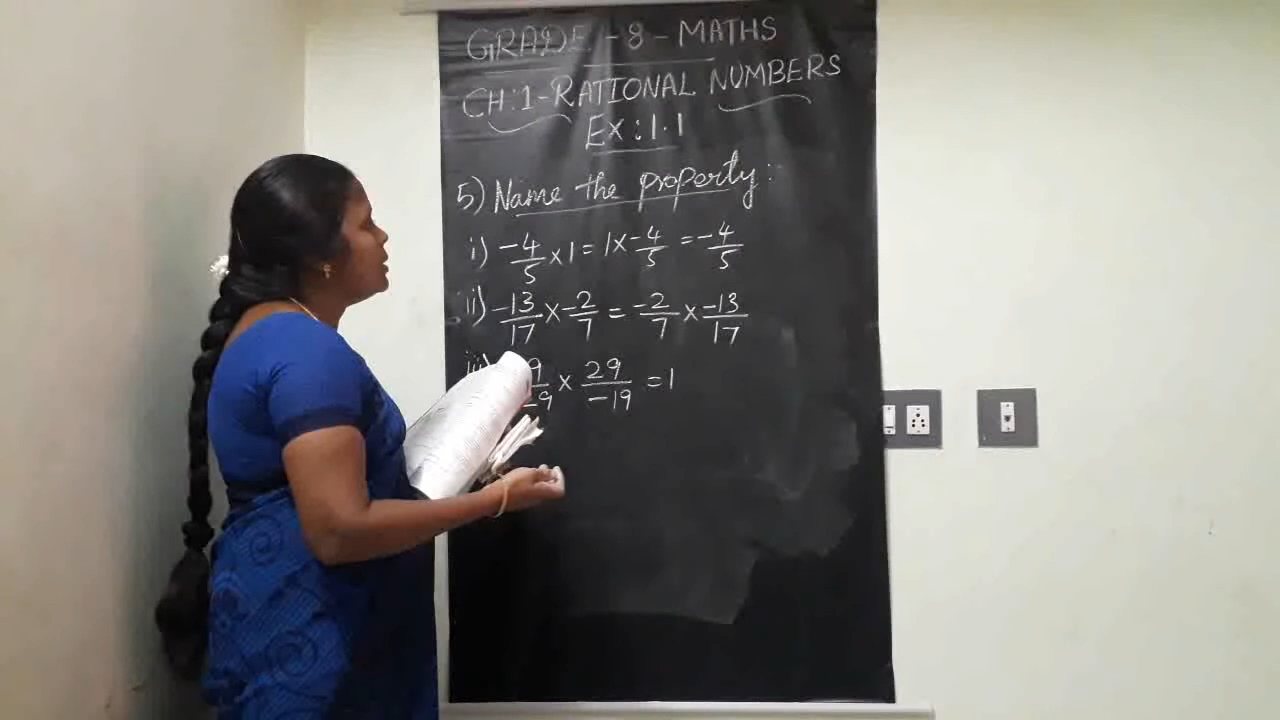 GRADE - 8 - MATHS
CH: 1 - RATIONAL NUMBERS
EX: 1.1
5) Name the property:
i) -4/5 × 1 = 1 × -4/5 = -4/5
ii) -13/17 × -2/7 = -2/7 × -13/17
iii) × 29/-19 = 1